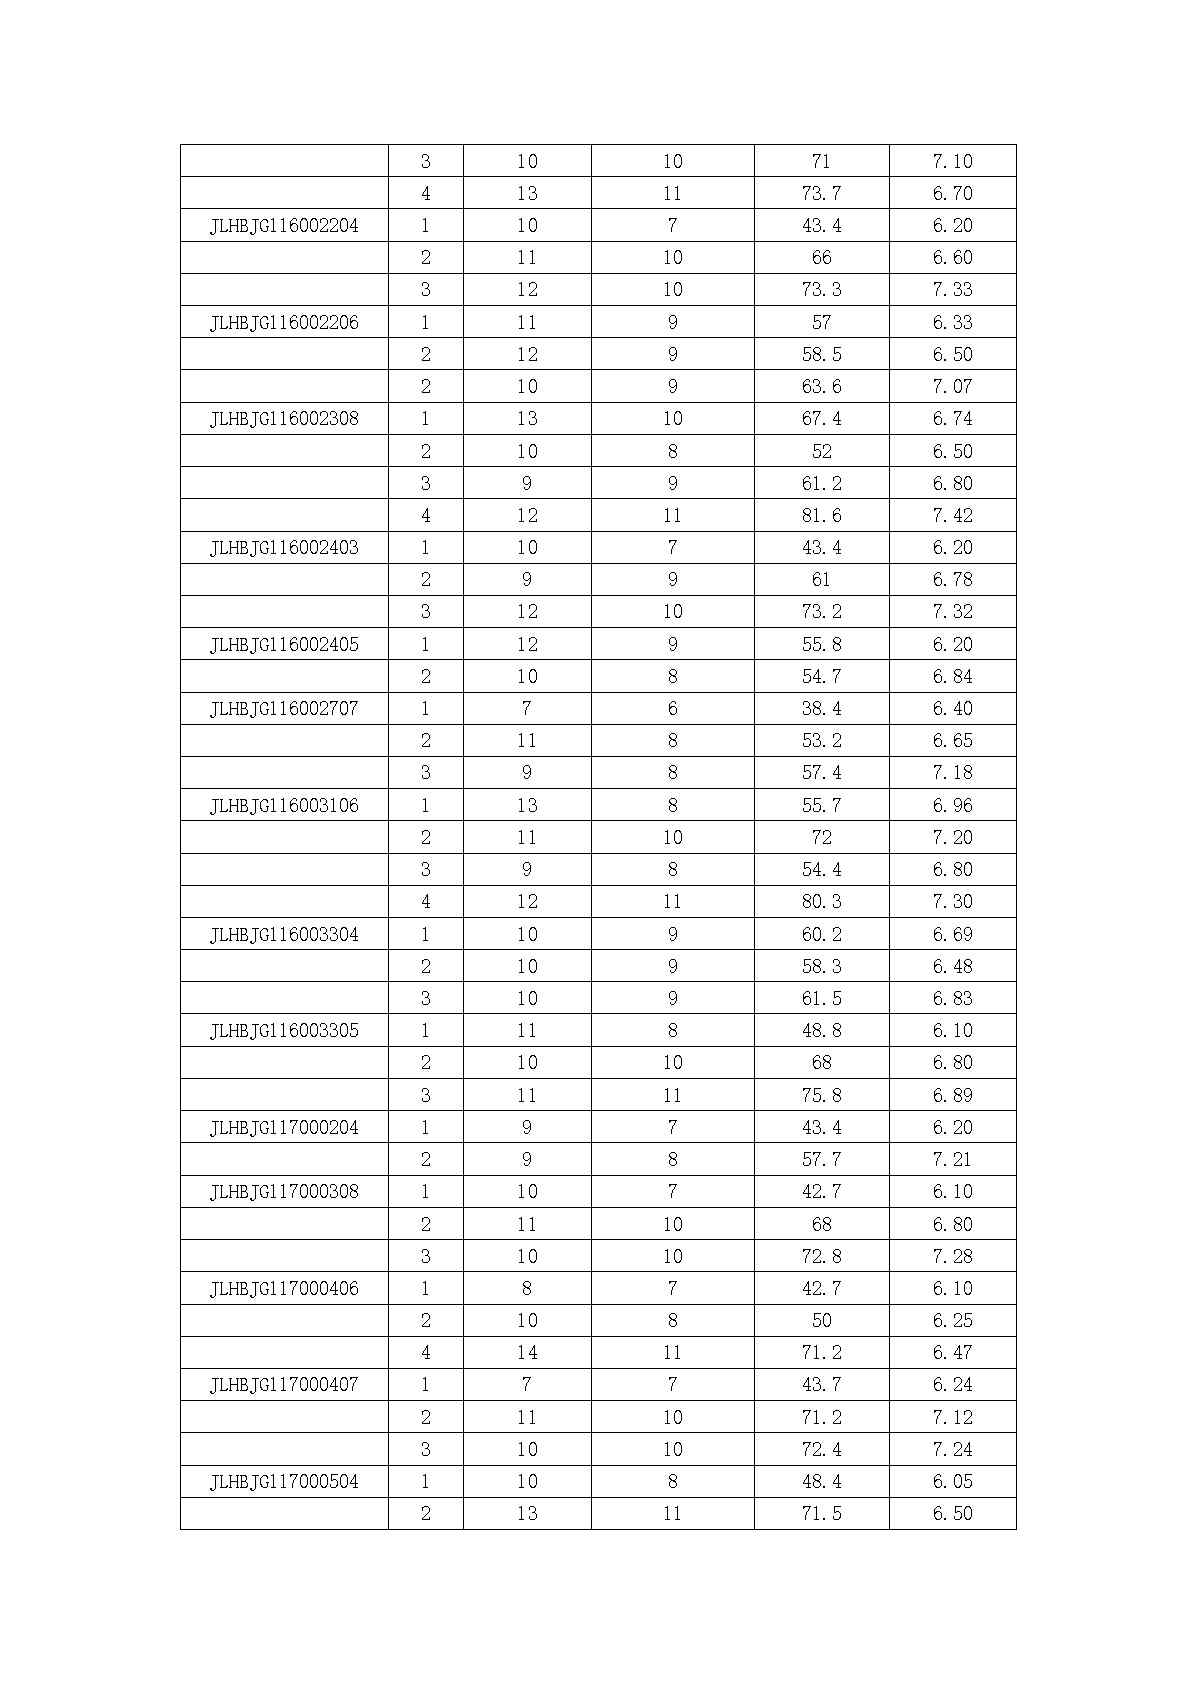 3 10 10 71 7.10
4 13 11 73.7 6.70
JLHBJG116002204 1 10 7 43.4 6.20
2 11 10 66 6.60
3 12 10 73.3 7.33
JLHBJG116002206 1 11 9 57 6.33
2 12 9 58.5 6.50
2 10 9 63.6 7.07
JLHBJG116002308 1 13 10 67.4 6.74
2 10 8 52 6.50
3 9 9 61.2 6.80
4 12 11 81.6 7.42
JLHBJG116002403 1 10 7 43.4 6.20
2 9 9 61 6.78
3 12 10 73.2 7.32
JLHBJG116002405 1 12 9 55.8 6.20
2 10 8 54.7 6.84
JLHBJG116002707 1 7 6 38.4 6.40
2 11 8 53.2 6.65
3 9 8 57.4 7.18
JLHBJG116003106 1 13 8 55.7 6.96
2 11 10 72 7.20
3 9 8 54.4 6.80
4 12 11 80.3 7.30
JLHBJG116003304 1 10 9 60.2 6.69
2 10 9 58.3 6.48
3 10 9 61.5 6.83
JLHBJG116003305 1 11 8 48.8 6.10
2 10 10 68 6.80
3 11 11 75.8 6.89
JLHBJG117000204 1 9 7 43.4 6.20
2 9 8 57.7 7.21
JLHBJG117000308 1 10 7 42.7 6.10
2 11 10 68 6.80
3 10 10 72.8 7.28
JLHBJG117000406 1 8 7 42.7 6.10
2 10 8 50 6.25
4 14 11 71.2 6.47
JLHBJG117000407 1 7 7 43.7 6.24
2 11 10 71.2 7.12
3 10 10 72.4 7.24
JLHBJG117000504 1 10 8 48.4 6.05
2 13 11 71.5 6.50